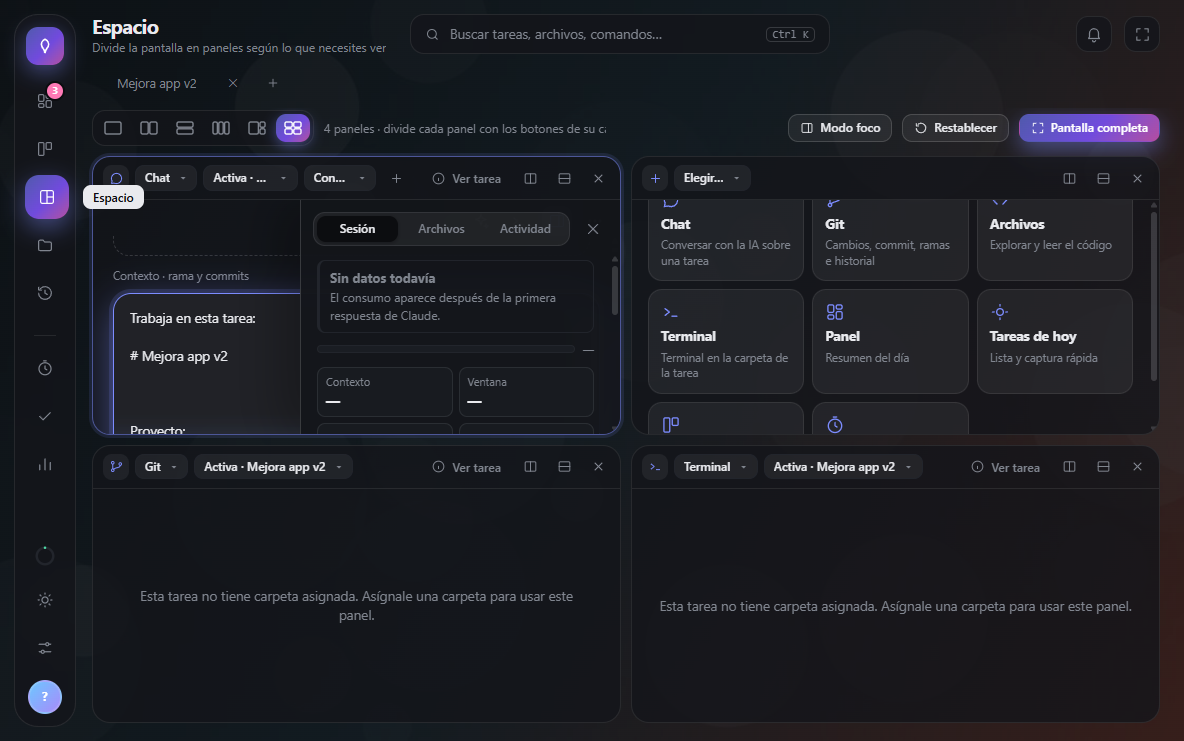 Espacio
Divide la pantalla en paneles según lo que necesites ver
Buscar tareas, archivos, comandos...
Ctrl K
3
Mejora app v2
4 paneles · divide cada panel con los botones de su
Modo foco
Restablecer
Pantalla completa
Espacio
Chat
Activa · ...
Con...
Ver tarea
Contexto · rama y commits
Trabaja en esta tarea:
# Mejora app v2
Proyecto:
Sesión
Archivos
Actividad
Sin datos todavía
El consumo aparece después de la primera
respuesta de Claude.
—
Contexto
—
Ventana
—
Elegir...
Chat
Conversar con la IA sobre
una tarea
Git
Cambios, commit, ramas
e historial
Archivos
Explorar y leer el código
Terminal
Terminal en la carpeta de
la tarea
Panel
Resumen del día
Tareas de hoy
Lista y captura rápida
Git
Activa · Mejora app v2
Ver tarea
Esta tarea no tiene carpeta asignada. Asígnale una carpeta para usar este
panel.
Terminal
Activa · Mejora app v2
Ver tarea
Esta tarea no tiene carpeta asignada. Asígnale una carpeta para usar este panel.
?